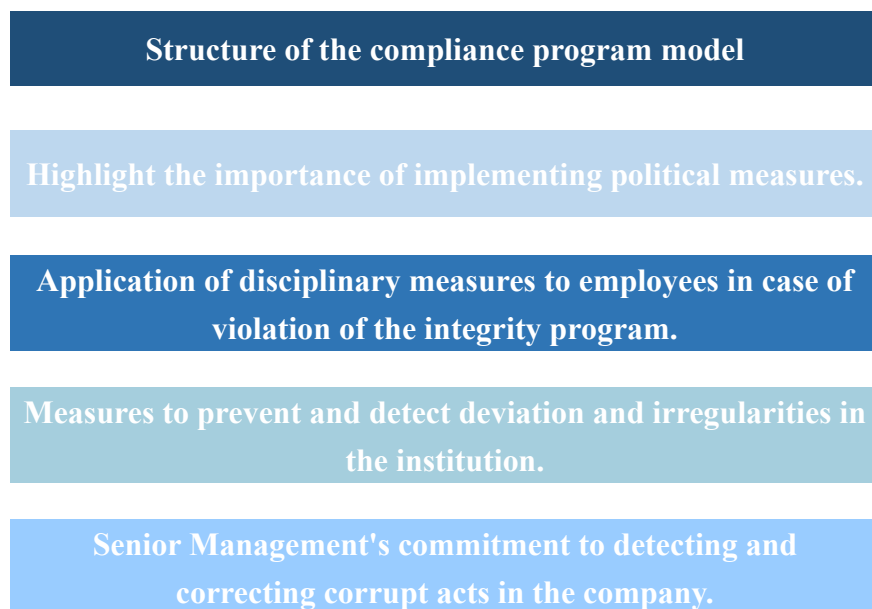 Structure of the compliance program model
Highlight the importance of implementing political measures.
Application of disciplinary measures to employees in case of
violation of the integrity program.
Measures to prevent and detect deviation and irregularities in
the institution.
Senior Management's commitment to detecting and
correcting corrupt acts in the company.